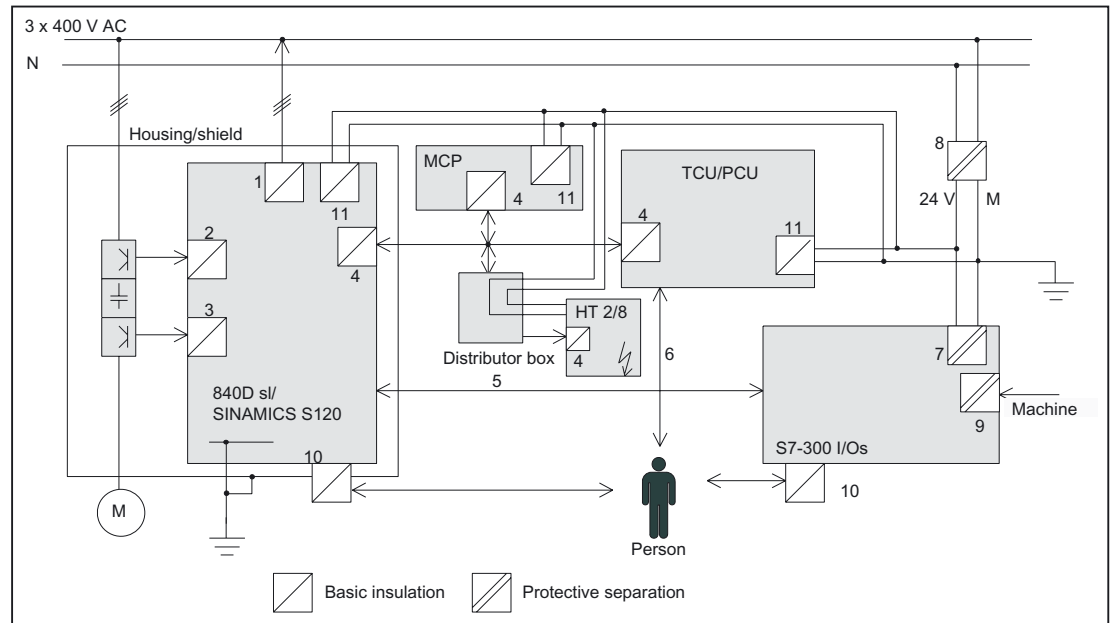 3 x 400 V AC
N
Housing/shield
MCP
TCU/PCU
8
1
11
4
11
24 V
M
2
4
11
4
3
HT 2/8
4
Distributor box
6
7
5
840D sl/
SINAMICS S120
Machine
9
10
S7-300 I/Os
10
M
Person
Basic insulation
Protective separation